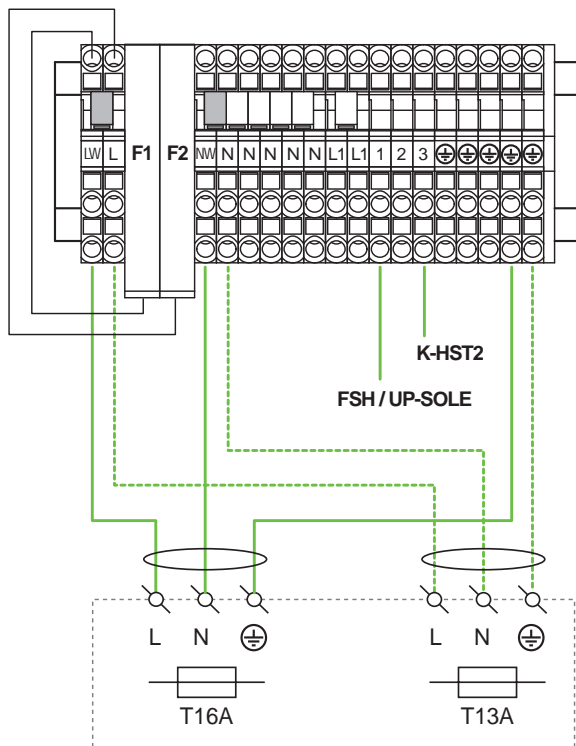 LW L F1 F2 NW N N N N N L1 L1 1 2 3
K-HST2
FSH / UP-SOLE
L N L N
T16A T13A